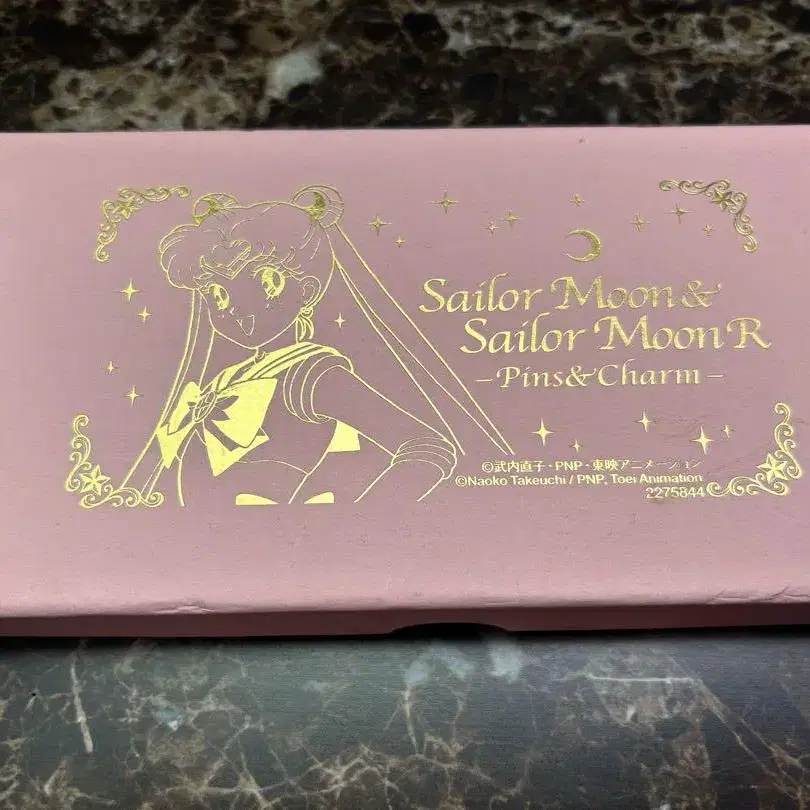 Sailor Moon &
Sailor Moon R
-Pins&Charm-
©武内直子・PNP・東映アニメーション
©Naoko Takeuchi / PNP, Toei Animation
2275844